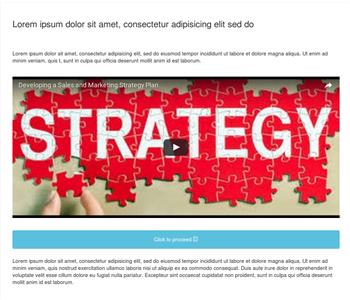 Lorem ipsum dolor sit amet, consectetur adipisicing elit sed do
Lorem ipsum dolor sit amet, consectetur adipisicing elit, sed do eiusmod tempor incididunt ut labore et dolore magna aliqua. Ut enim ad
minim veniam, quis t, sunt in culpa qui officia deserunt mollit anim id est laborum.
Developing a Sales and Marketing Strategy Plan
STRATEGY
Click to proceed
Lorem ipsum dolor sit amet, consectetur adipisicing elit, sed do eiusmod tempor incididunt ut labore et dolore magna aliqua. Ut enim ad
minim veniam, quis nostrud exercitation ullamco laboris nisi ut aliquip ex ea commodo consequat. Duis aute irure dolor in reprehenderit in
voluptate velit esse cillum dolore eu fugiat nulla pariatur. Excepteur sint occaecat cupidatat non proident, sunt in culpa qui officia deserunt
mollit anim id est laborum.